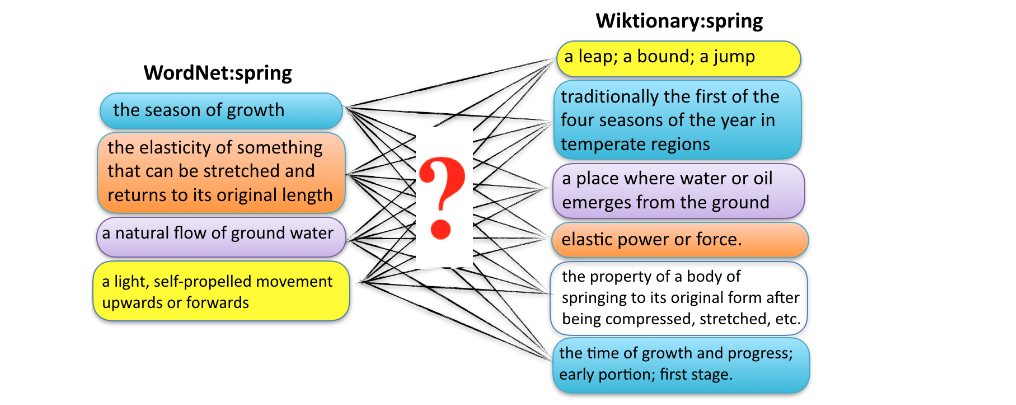 WordNet:spring
the season of growth
the elasticity of something
that can be stretched and
returns to its original length
a natural flow of ground water
a light, self-propelled movement
upwards or forwards
?
Wiktionary:spring
a leap; a bound; a jump
traditionally the first of the
four seasons of the year in
temperate regions
a place where water or oil
emerges from the ground
elastic power or force.
the property of a body of
springing to its original form after
being compressed, stretched, etc.
the time of growth and progress;
early portion; first stage.